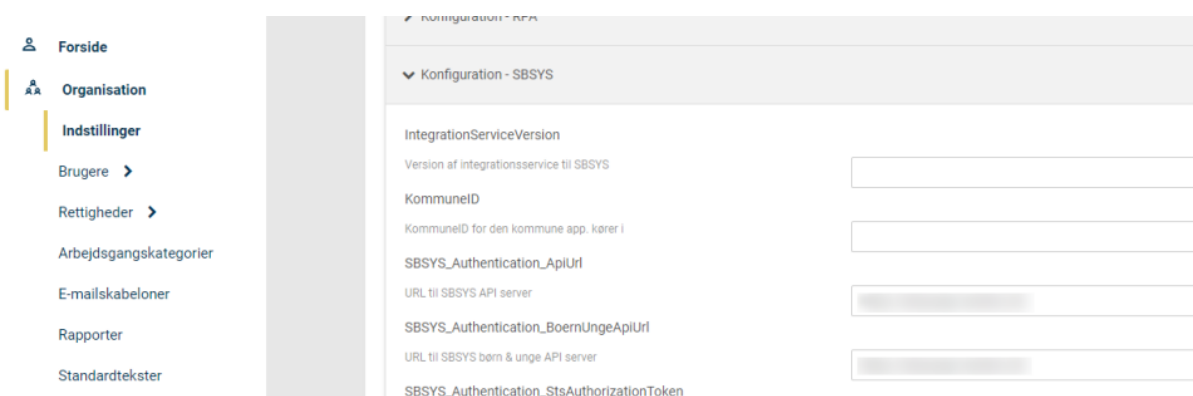 Forside
Organisation
Indstillinger
Brugere
Rettigheder
Arbejdsgangskategorier
E-mailskabeloner
Rapporter
Standardtekster
Konfiguration - RPA
Konfiguration - SBSYS
IntegrationServiceVersion
Version af integrationsservice til SBSYS
KommuneID
KommuneID for den kommune app. kører i
SBSYS_Authentication_ApiUrl
URL til SBSYS API server
SBSYS_Authentication_BoernUngeApiUrl
URL til SBSYS børn & unge API server
SBSYS_Authentication_StsAuthorizationToken